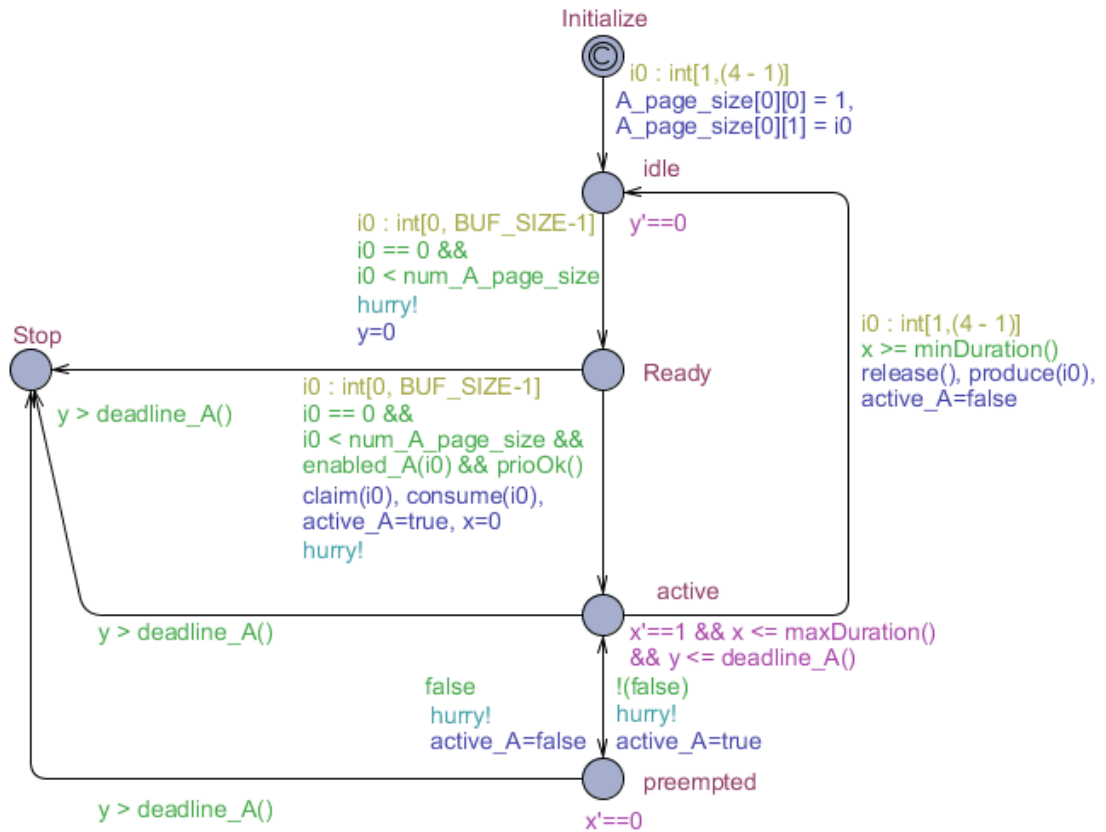 Initialize
C
i0 : int[1,(4 - 1)]
A_page_size[0][0] = 1,
A_page_size[0][1] = i0
idle
y'==0
i0 : int[0, BUF_SIZE-1]
i0 == 0 &&
i0 < num_A_page_size
hurry!
y=0
i0 : int[1,(4 - 1)]
x >= minDuration()
release(), produce(i0),
active_A=false
Stop
Ready
y > deadline_A()
i0 : int[0, BUF_SIZE-1]
i0 == 0 &&
i0 < num_A_page_size &&
enabled_A(i0) && prioOk()
claim(i0), consume(i0),
active_A=true, x=0
hurry!
active
y > deadline_A()
x'==1 && x <= maxDuration()
&& y <= deadline_A()
false
hurry!
active_A=false
!(false)
hurry!
active_A=true
preempted
y > deadline_A()
x'==0